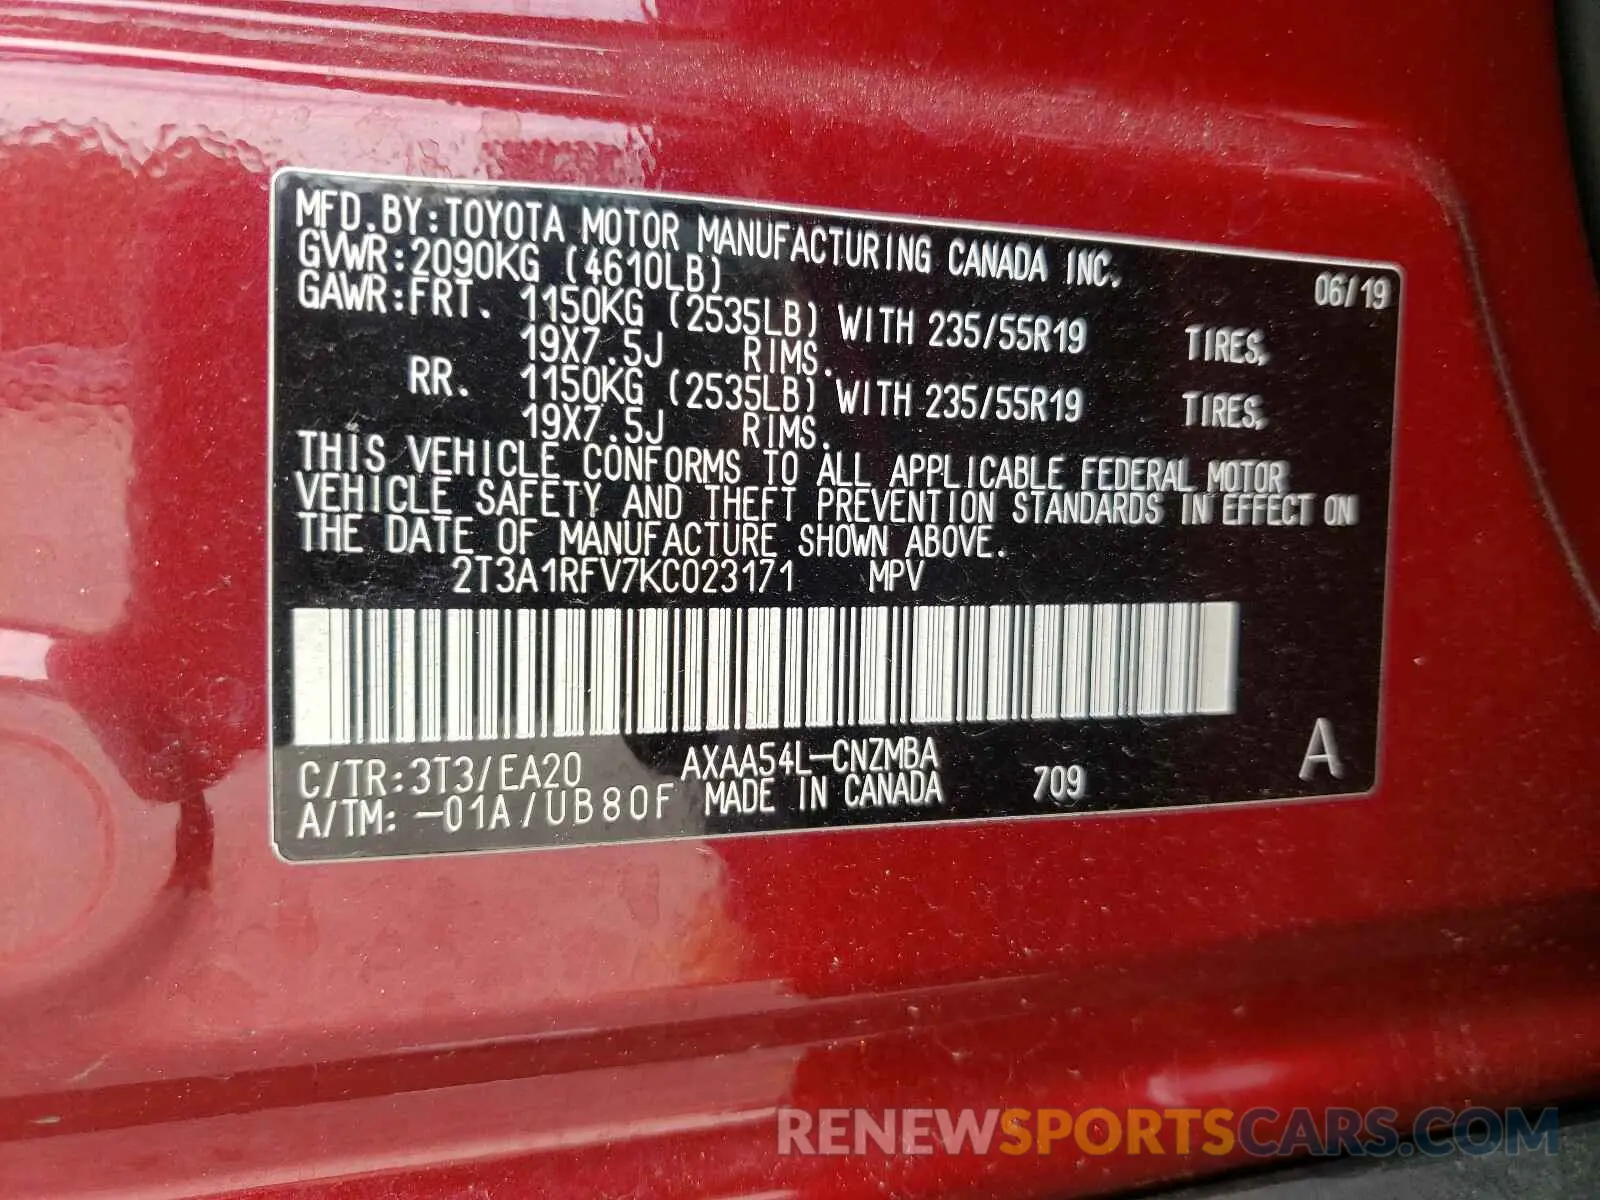 MFD.BY:TOYOTA MOTOR MANUFACTURING CANADA INC.
GVWR:2090KG (4610LB) 06/19
GAWR:FRT. 1150KG (2535LB) WITH 235/55R19 TIRES,
19X7.5J RIMS.
RR. 1150KG (2535LB) WITH 235/55R19 TIRES,
19X7.5J RIMS.
THIS VEHICLE CONFORMS TO ALL APPLICABLE FEDERAL MOTOR
VEHICLE SAFETY AND THEFT PREVENTION STANDARDS IN EFFECT ON
THE DATE OF MANUFACTURE SHOWN ABOVE.
2T3A1RFV7KC023171 MPV
A
C/TR:3T3/EA20 AXAA54L-CNZMBA
A/TM: -01A/UB80F MADE IN CANADA 709
RENEWSPORTSCARS.COM